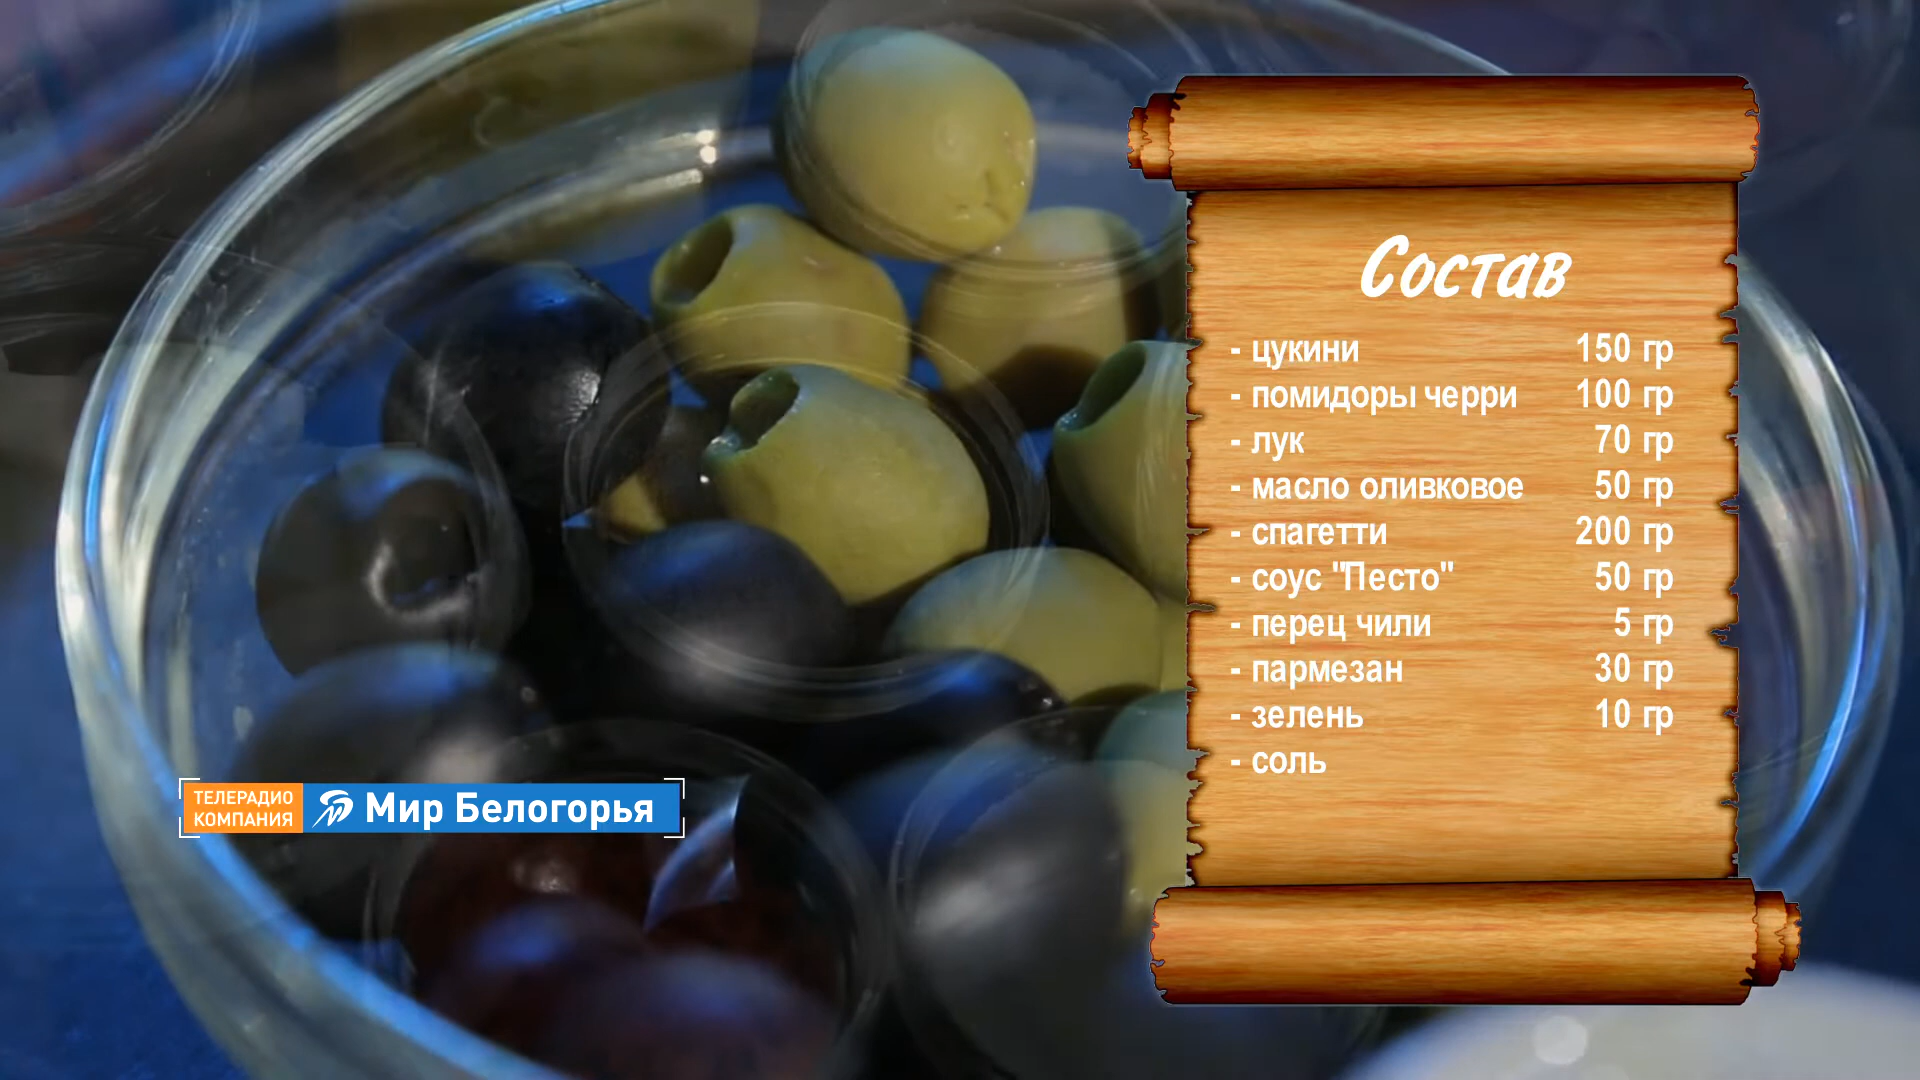 Состав
- цукини 150 гр
- помидоры черри 100 гр
- лук 70 гр
- масло оливковое 50 гр
- спагетти 200 гр
- соус "Песто" 50 гр
- перец чили 5 гр
- пармезан 30 гр
- зелень 10 гр
- соль
ТЕЛЕРАДИО
КОМПАНИЯ
Мир Белогорья